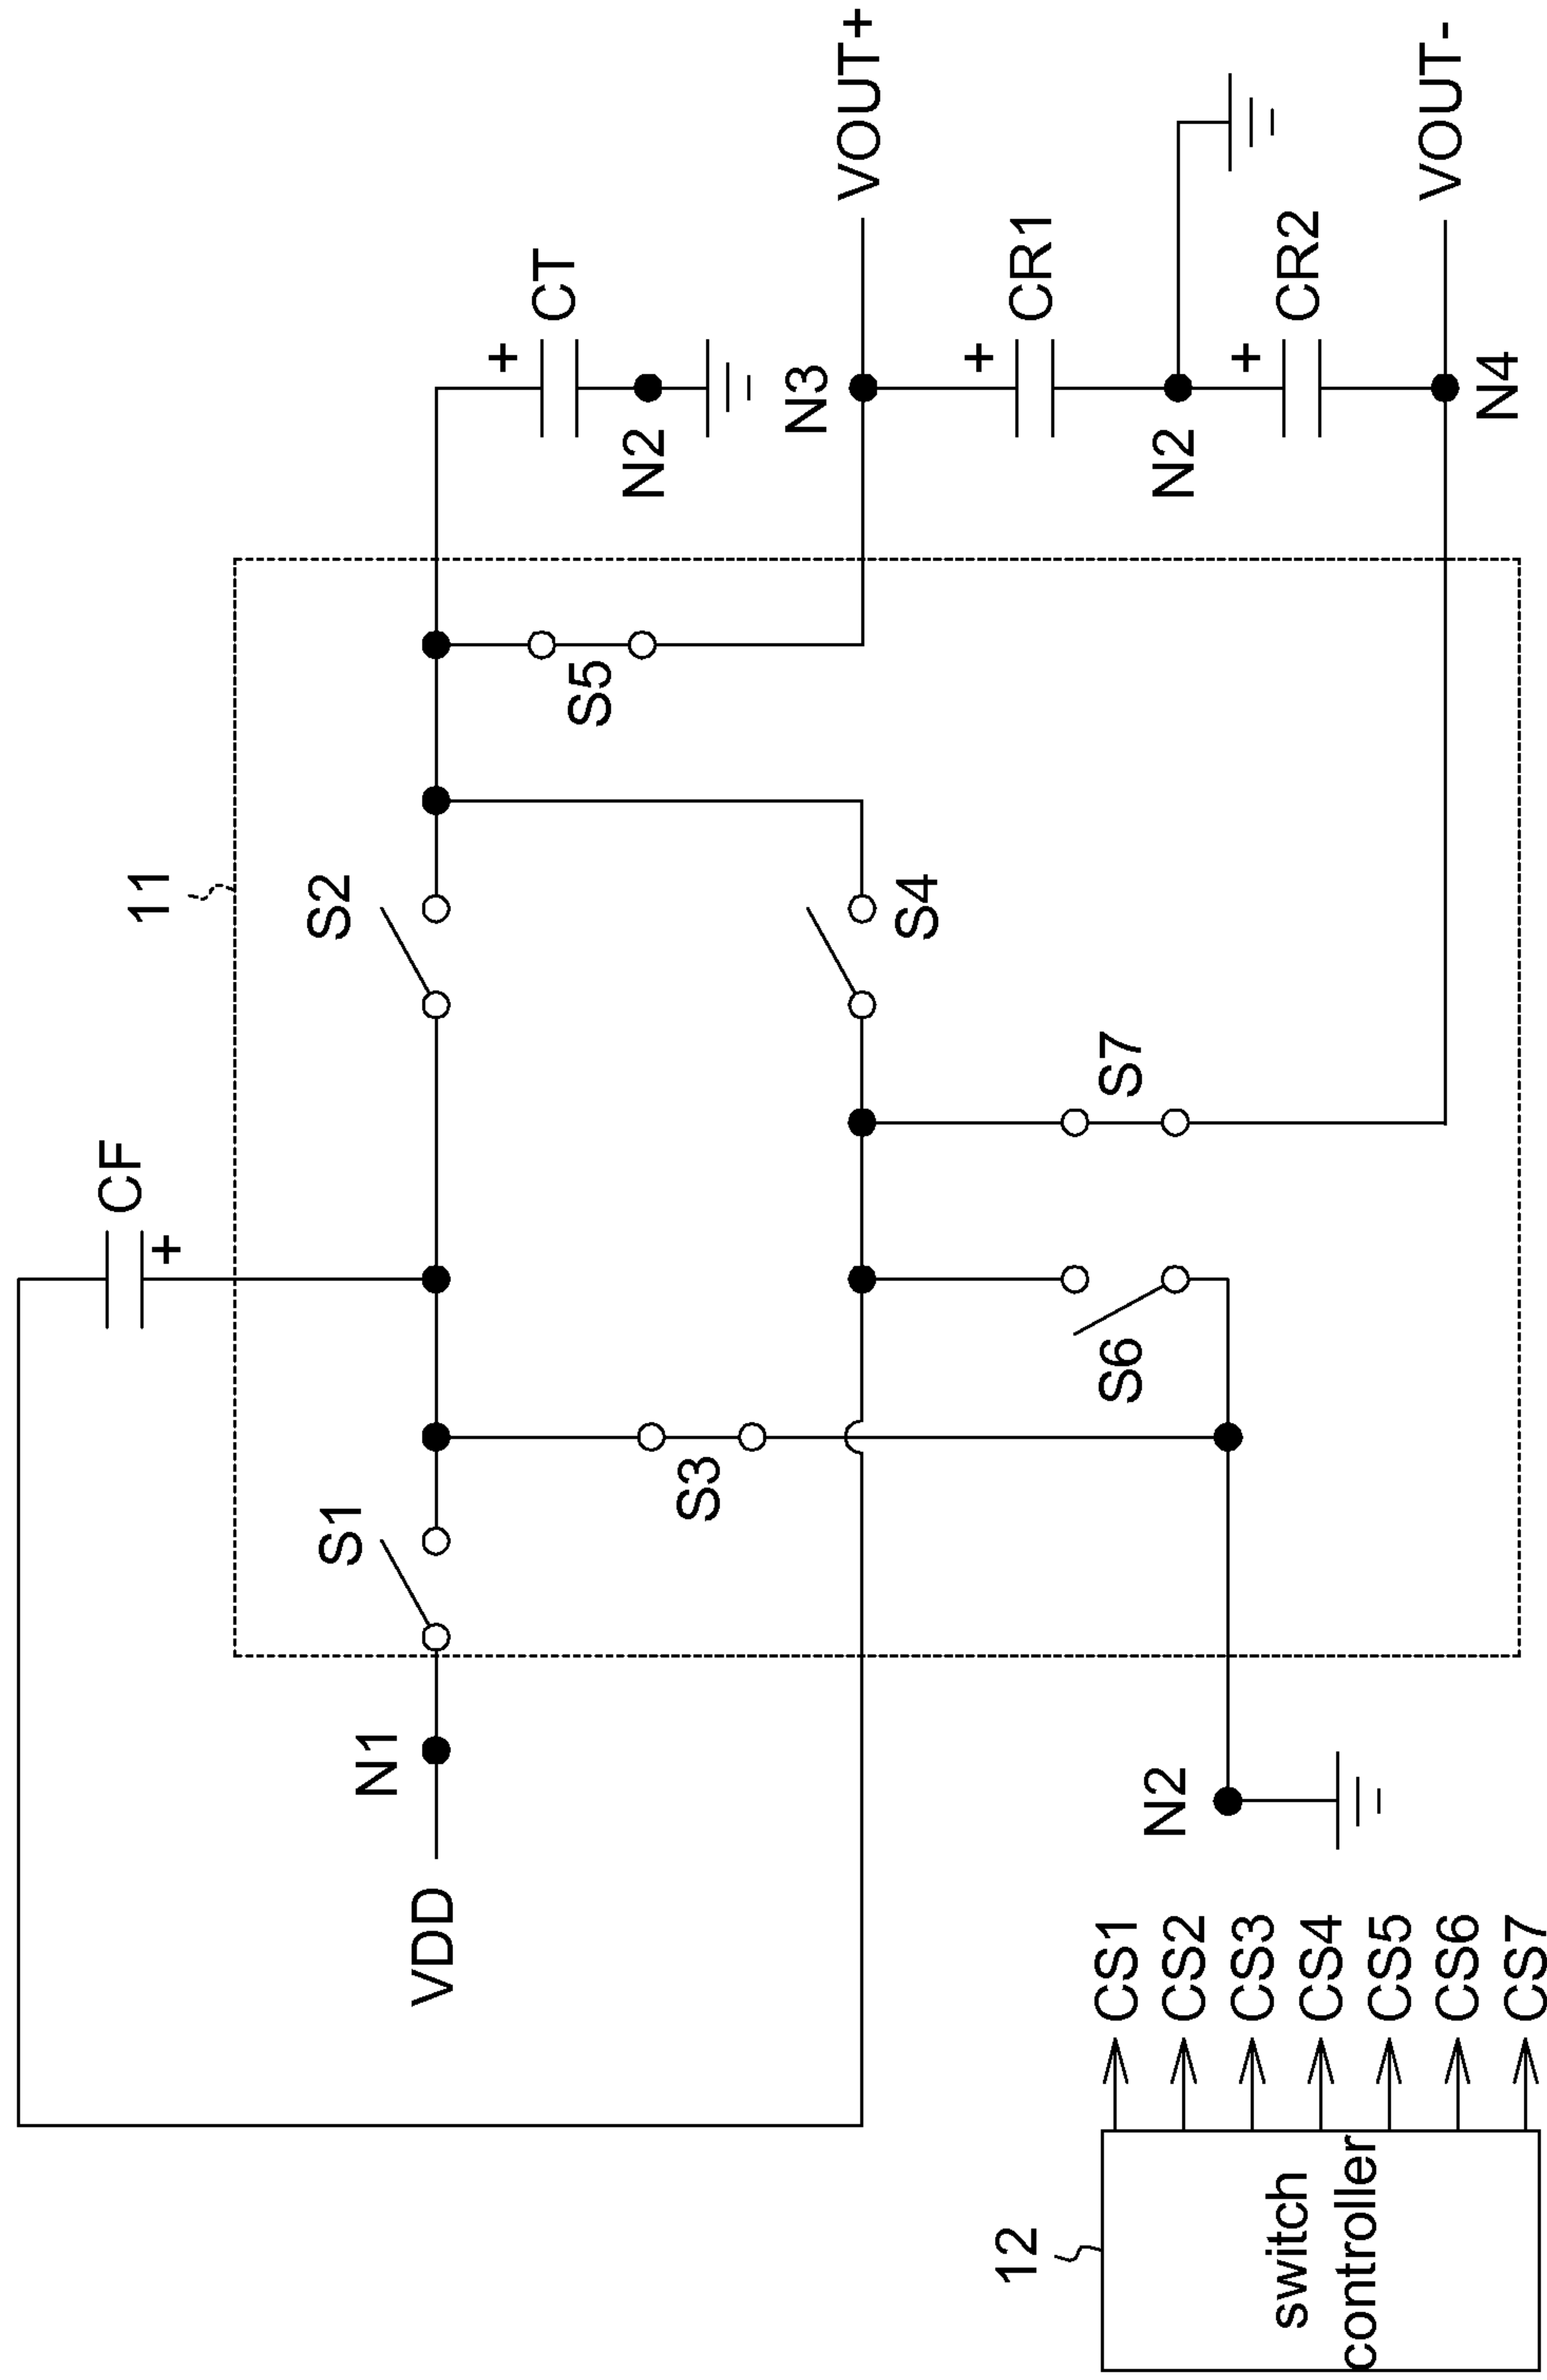 CF
+
11
S1
S2
VDD
N1
S3
S4
S5
S6
S7
+
CT
N2
N3
VOUT+
+
CR1
N2
+
CR2
N4
VOUT-
N2
12
switch
controller
CS1
CS2
CS3
CS4
CS5
CS6
CS7